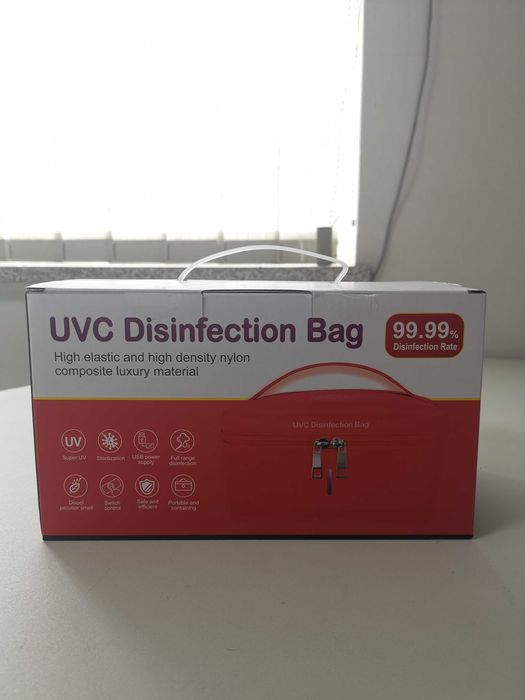 UVC Disinfection Bag
99.99%
Disinfection Rate
High elastic and high density nylon
composite luxury material
UVC Disinfection Bag
UV
Super UV
Sterilization
USB power
supply
Full range
disinfection
Dispel
peculiar smell
Switch
control
Safe and
efficient
Portable and
containing